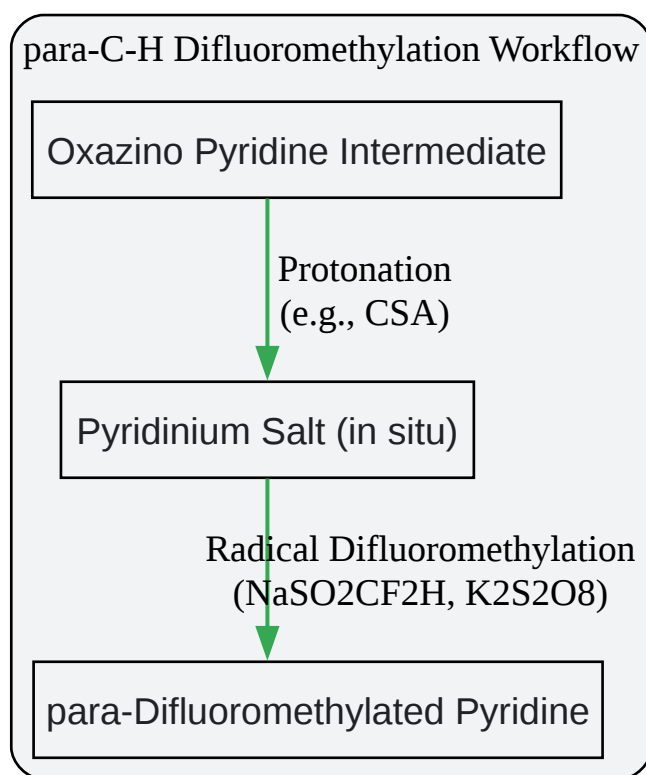 para-C-H Difluoromethylation Workflow
Oxazino Pyridine Intermediate
Protonation
(e.g., CSA)
Pyridinium Salt (in situ)
Radical Difluoromethylation
(NaSO2CF2H, K2S2O8)
para-Difluoromethylated Pyridine